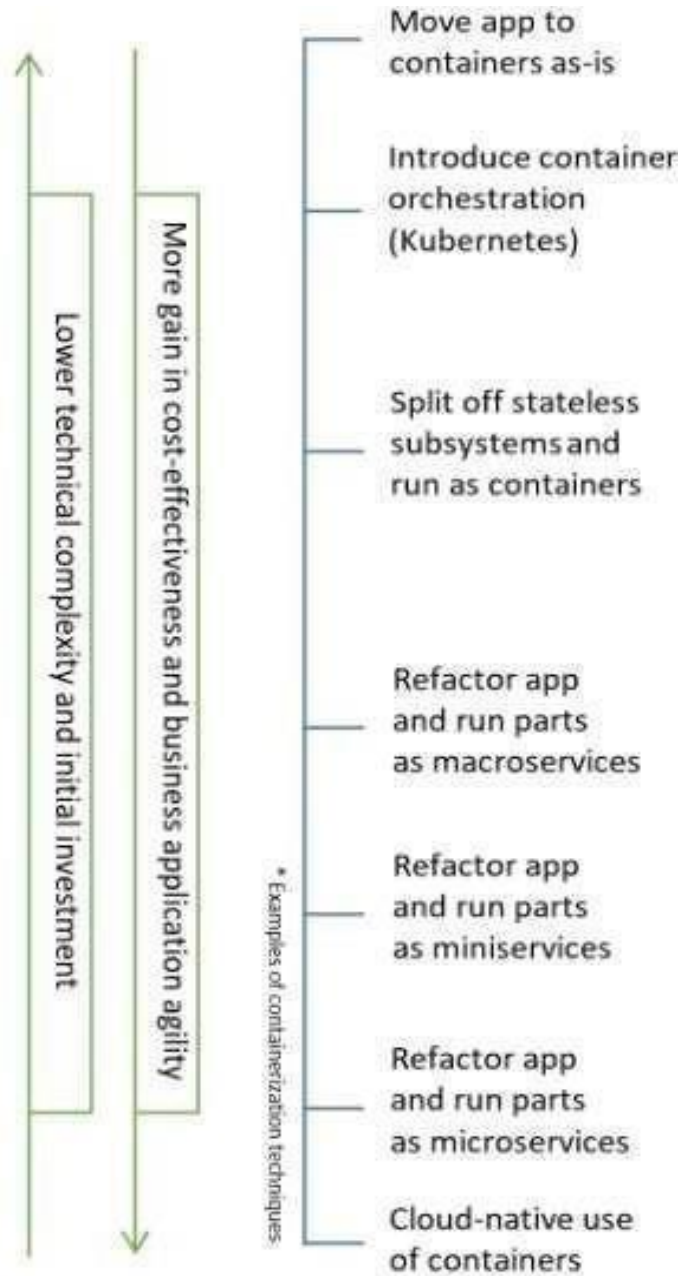 Move app to
containers as-is
Introduce container
orchestration
(Kubernetes)
Split off stateless
subsystems and
run as containers
Refactor app
and run parts
as macroservices
Refactor app
and run parts
as miniservices
Refactor app
and run parts
as microservices
Cloud-native use
of containers
Lower technical complexity and initial investment
More gain in cost-effectiveness and business application agility
* Examples of containerization techniques